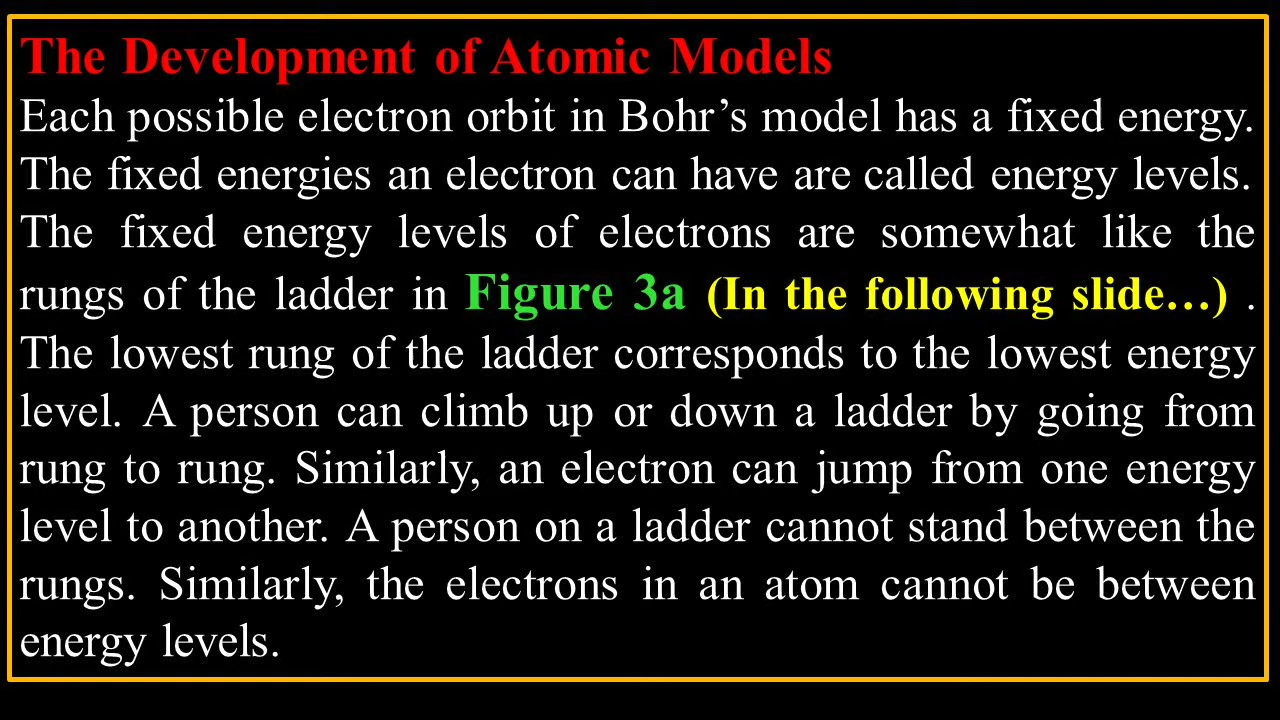 The Development of Atomic Models
Each possible electron orbit in Bohr’s model has a fixed energy.
The fixed energies an electron can have are called energy levels.
The fixed energy levels of electrons are somewhat like the
rungs of the ladder in Figure 3a (In the following slide…) .
The lowest rung of the ladder corresponds to the lowest energy
level. A person can climb up or down a ladder by going from
rung to rung. Similarly, an electron can jump from one energy
level to another. A person on a ladder cannot stand between the
rungs. Similarly, the electrons in an atom cannot be between
energy levels.